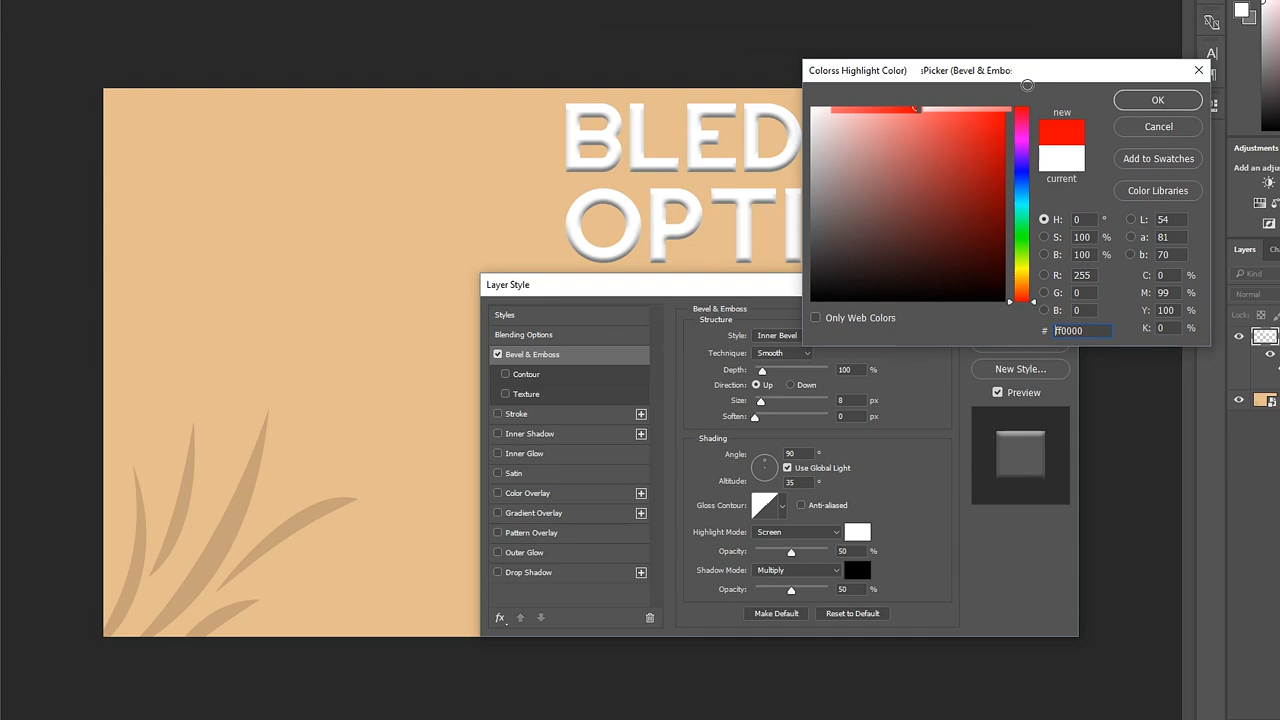 Colorss Highlight Color) sPicker (Bevel & Embo:
BLED
OPTI
OK
new
Cancel
Add to Swatches
current
Color Libraries
H: 0 °
L: 54
S: 100 %
a: 81
B: 100 %
b: 70
R: 255
C: 0 %
G: 0
M: 99 %
B: 0
Y: 100 %
Only Web Colors
# ff0000
K: 0 %
Adjustments
Add an adjus
Layers Cha
Kind
Normal
Lock:
Layer Style
Styles
Blending Options
Bevel & Emboss
Contour
Texture
Stroke
Inner Shadow
Inner Glow
Satin
Color Overlay
Gradient Overlay
Pattern Overlay
Outer Glow
Drop Shadow
fx
Bevel & Emboss
Structure
Style: Inner Bevel
Technique: Smooth
Depth: 100 %
Direction: Up Down
Size: 8 px
Soften: 0 px
Shading
Angle: 90 °
Use Global Light
Altitude: 35 °
Gloss Contour: Anti-aliased
Highlight Mode: Screen
Opacity: 50 %
Shadow Mode: Multiply
Opacity: 50 %
Make Default Reset to Default
New Style...
Preview